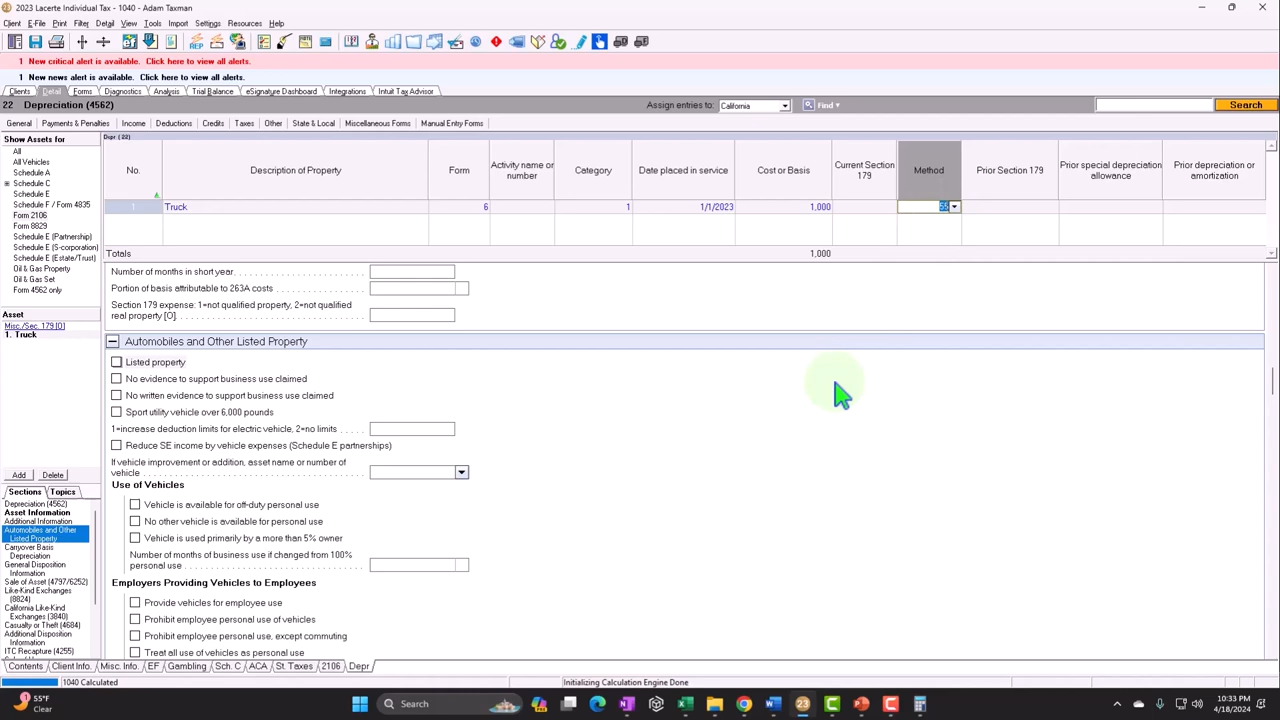 2023 Lacerte Individual Tax - 1040 - Adam Taxman
Client E-File Print Filter Detail View Tools Import Settings Resources Help
1 New critical alert is available. Click here to view all alerts.
1 New news alert is available. Click here to view all alerts.
Clients Detail Forms Diagnostics Analysis Trial Balance eSignature Dashboard Integrations Intuit Tax Advisor
22 Depreciation (4562) Assign entries to: California Find Search
General Payments & Penalties Income Deductions Credits Taxes Other State & Local Miscellaneous Forms Manual Entry Forms
Show Assets for
All
All Vehicles
Schedule A
Schedule C
Schedule E
Schedule F / Form 4835
Form 2106
Form 8829
Schedule E (Partnership)
Schedule E (S-corporation)
Schedule E (Estate/Trust)
Oil & Gas Property
Oil & Gas Set
Form 4562 only
Asset
Misc./Sec. 179 [O]
1. Truck
Add Delete
Sections Topics
Depreciation (4562)
Asset Information
Additional Information
Automobiles and Other
Listed Property
Carryover Basis
Depreciation
General Disposition
Information
Sale of Asset (4797/6252)
Like-Kind Exchanges
(8824)
California Like-Kind
Exchanges (3840)
Casualty or Theft (4684)
Additional Disposition
Information
ITC Recapture (4255)
Depr (22)
No. Description of Property Form Activity name or number Category Date placed in service Cost or Basis Current Section 179 Method Prior Section 179 Prior special depreciation allowance Prior depreciation or amortization
1 Truck 6 1 1/1/2023 1,000 55
Totals 1,000
Number of months in short year
Portion of basis attributable to 263A costs
Section 179 expense: 1=not qualified property, 2=not qualified
real property [O]
Automobiles and Other Listed Property
Listed property
No evidence to support business use claimed
No written evidence to support business use claimed
Sport utility vehicle over 6,000 pounds
1=increase deduction limits for electric vehicle, 2=no limits
Reduce SE income by vehicle expenses (Schedule E partnerships)
If vehicle improvement or addition, asset name or number of
vehicle
Use of Vehicles
Vehicle is available for off-duty personal use
No other vehicle is available for personal use
Vehicle is used primarily by a more than 5% owner
Number of months of business use if changed from 100%
personal use
Employers Providing Vehicles to Employees
Provide vehicles for employee use
Prohibit employee personal use of vehicles
Prohibit employee personal use, except commuting
Treat all use of vehicles as personal use
Contents Client Info. Misc. Info. EF Gambling Sch. C ACA St. Taxes 2106 Depr
1040 Calculated Initializing Calculation Engine Done
55°F
Clear
Search
10:33 PM
4/18/2024